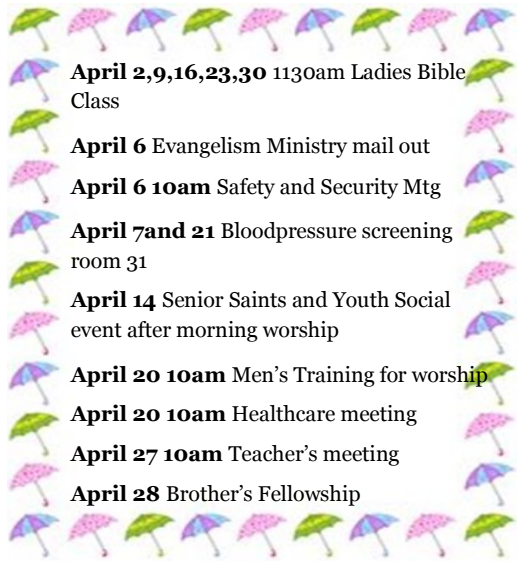 April 2,9,16,23,30 1130am Ladies Bible
Class
April 6 Evangelism Ministry mail out
April 6 10am Safety and Security Mtg
April 7and 21 Bloodpressure screening
room 31
April 14 Senior Saints and Youth Social
event after morning worship
April 20 10am Men's Training for worship
April 20 10am Healthcare meeting
April 27 10am Teacher's meeting
April 28 Brother's Fellowship